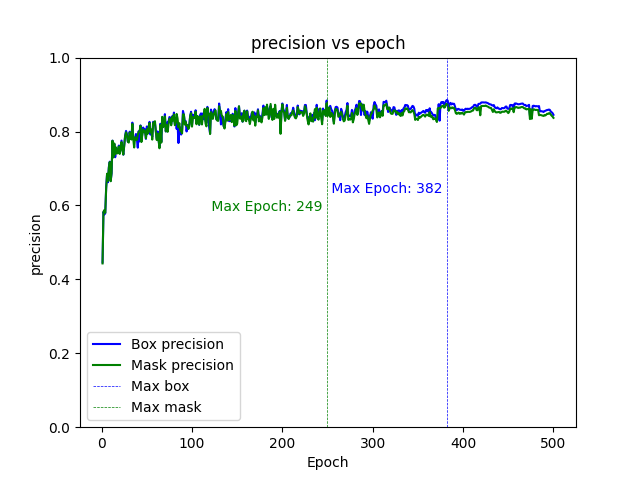 precision vs epoch
1.0
0.8
0.6
0.4
0.2
0.0
precision
Max Epoch: 382
Max Epoch: 249
Box precision
Mask precision
Max box
Max mask
0 100 200 300 400 500
Epoch